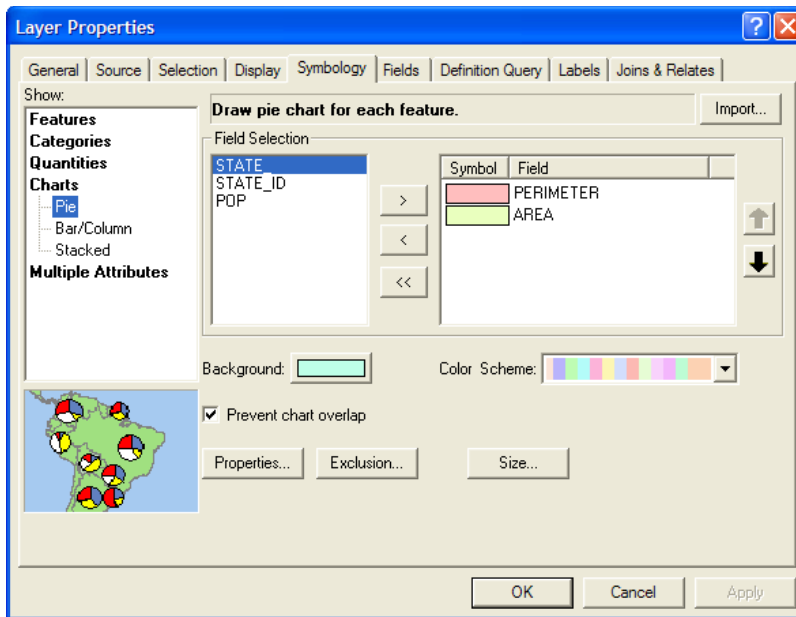 Layer Properties
General Source Selection Display Symbology Fields Definition Query Labels Joins & Relates
Show:
Features
Categories
Quantities
Charts
Pie
Bar/Column
Stacked
Multiple Attributes
Draw pie chart for each feature.
Import...
Field Selection
STATE_
STATE_ID
POP
>
<
<<
Symbol Field
PERIMETER
AREA
Background:
Color Scheme:
Prevent chart overlap
Properties... Exclusion... Size...
OK Cancel Apply